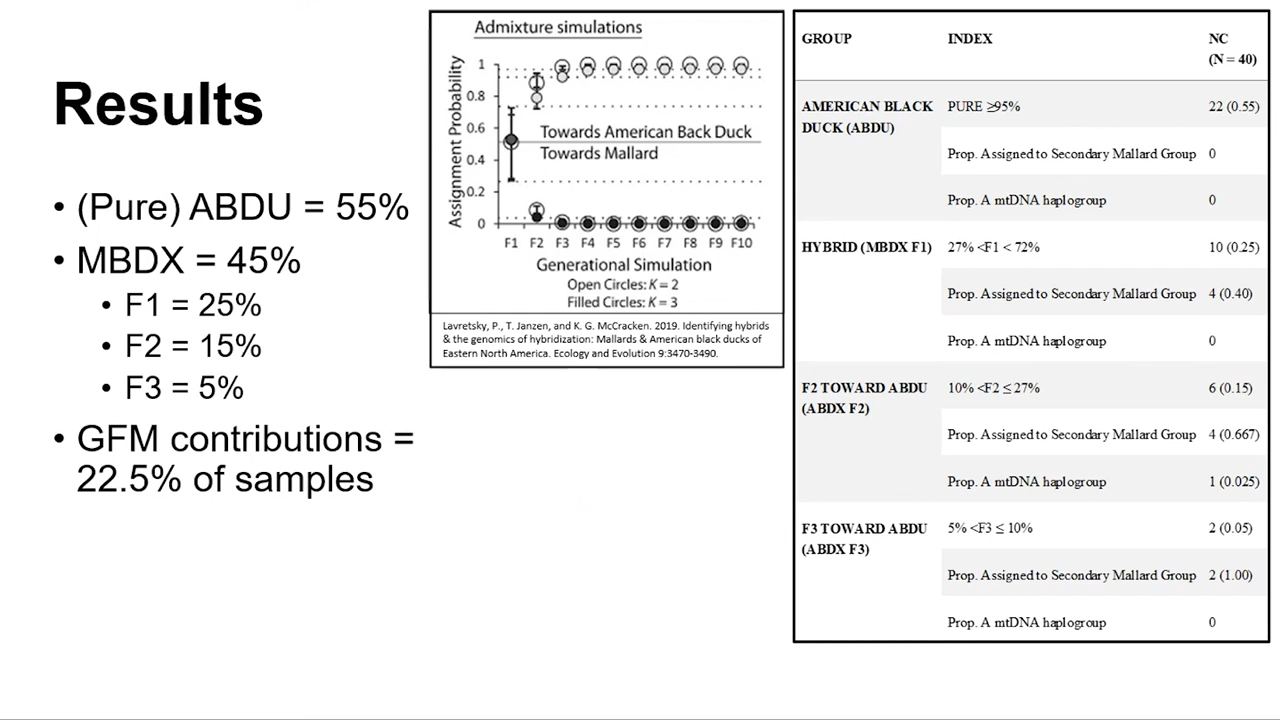 Results
• (Pure) ABDU = 55%
• MBDX = 45%
• F1 = 25%
• F2 = 15%
• F3 = 5%
• GFM contributions =
22.5% of samples
Admixture simulations
Assignment Probability
1
0.8
0.6
0.4
0.2
0
Towards American Back Duck
Towards Mallard
F1 F2 F3 F4 F5 F6 F7 F8 F9 F10
Generational Simulation
Open Circles: K = 2
Filled Circles: K = 3
Lavretsky, P., T. Janzen, and K. G. McCracken. 2019. Identifying hybrids
& the genomics of hybridization: Mallards & American black ducks of
Eastern North America. Ecology and Evolution 9:3470-3490.
GROUP INDEX NC
(N = 40)
AMERICAN BLACK PURE ≥95% 22 (0.55)
DUCK (ABDU)
Prop. Assigned to Secondary Mallard Group 0
Prop. A mtDNA haplogroup 0
HYBRID (MBDX F1) 27% <F1 < 72% 10 (0.25)
Prop. Assigned to Secondary Mallard Group 4 (0.40)
Prop. A mtDNA haplogroup 0
F2 TOWARD ABDU 10% <F2 ≤ 27% 6 (0.15)
(ABDX F2)
Prop. Assigned to Secondary Mallard Group 4 (0.667)
Prop. A mtDNA haplogroup 1 (0.025)
F3 TOWARD ABDU 5% <F3 ≤ 10% 2 (0.05)
(ABDX F3)
Prop. Assigned to Secondary Mallard Group 2 (1.00)
Prop. A mtDNA haplogroup 0